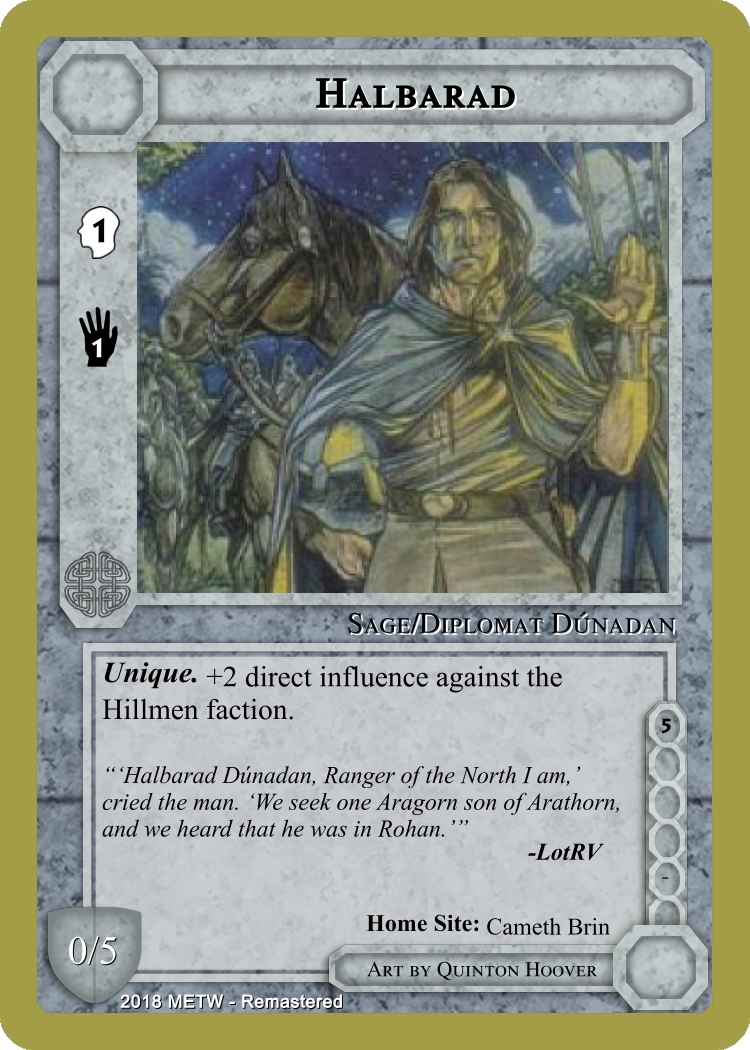 HALBARAD
1
1
SAGE/DIPLOMAT DÚNADAN
Unique. +2 direct influence against the
Hillmen faction.
“‘Halbarad Dúnadan, Ranger of the North I am,’
cried the man. ‘We seek one Aragorn son of Arathorn,
and we heard that he was in Rohan.’”
-LotRV
5
-
Home Site: Cameth Brin
0/5
ART BY QUINTON HOOVER
2018 METW - Remastered